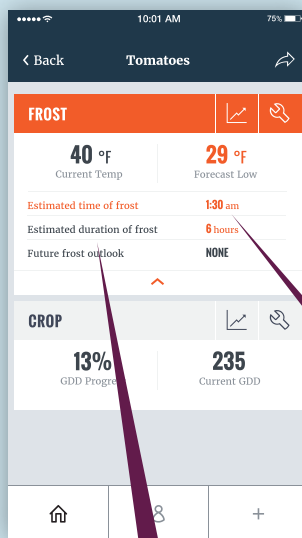 10:01 AM 75%
Back Tomatoes
FROST
40 °F 29 °F
Current Temp Forecast Low
Estimated time of frost 1:30 am
Estimated duration of frost 6 hours
Future frost outlook NONE
CROP
13% 235
GDD Progress Current GDD